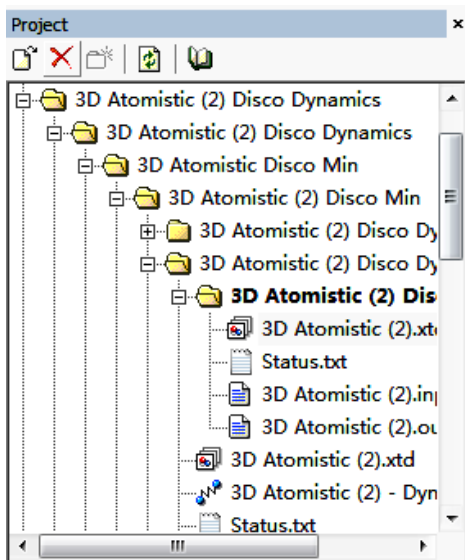 Project
3D Atomistic (2) Disco Dynamics
3D Atomistic (2) Disco Dynamics
3D Atomistic Disco Min
3D Atomistic (2) Disco Min
3D Atomistic (2) Disco Dy
3D Atomistic (2) Disco Dy
3D Atomistic (2) Dis
3D Atomistic (2).xt
Status.txt
3D Atomistic (2).in
3D Atomistic (2).ou
3D Atomistic (2).xtd
3D Atomistic (2) - Dyn
Status.txt